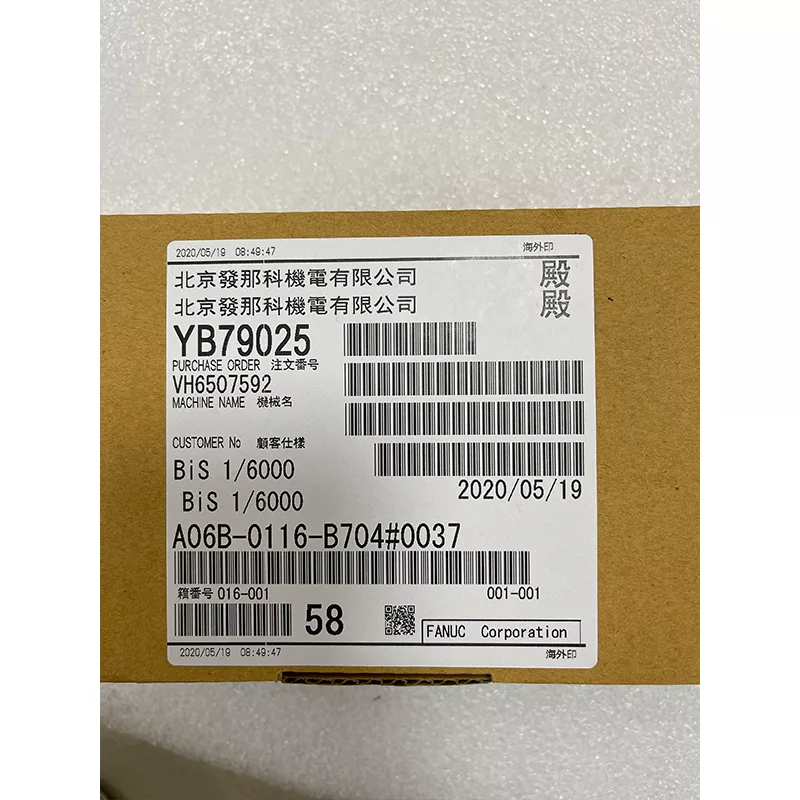 2020/05/19 08:49:47 海外印
北京發那科機電有限公司 殿
北京發那科機電有限公司 殿
YB79025
PURCHASE ORDER 注文番号
VH6507592
MACHINE NAME 機械名
CUSTOMER No 顧客仕様
BiS 1/6000
2020/05/19
BiS 1/6000
A06B-0116-B704#0037
籍番号 016-001 001-001
58
FANUC Corporation
2020/05/19 08:49:47 海外印